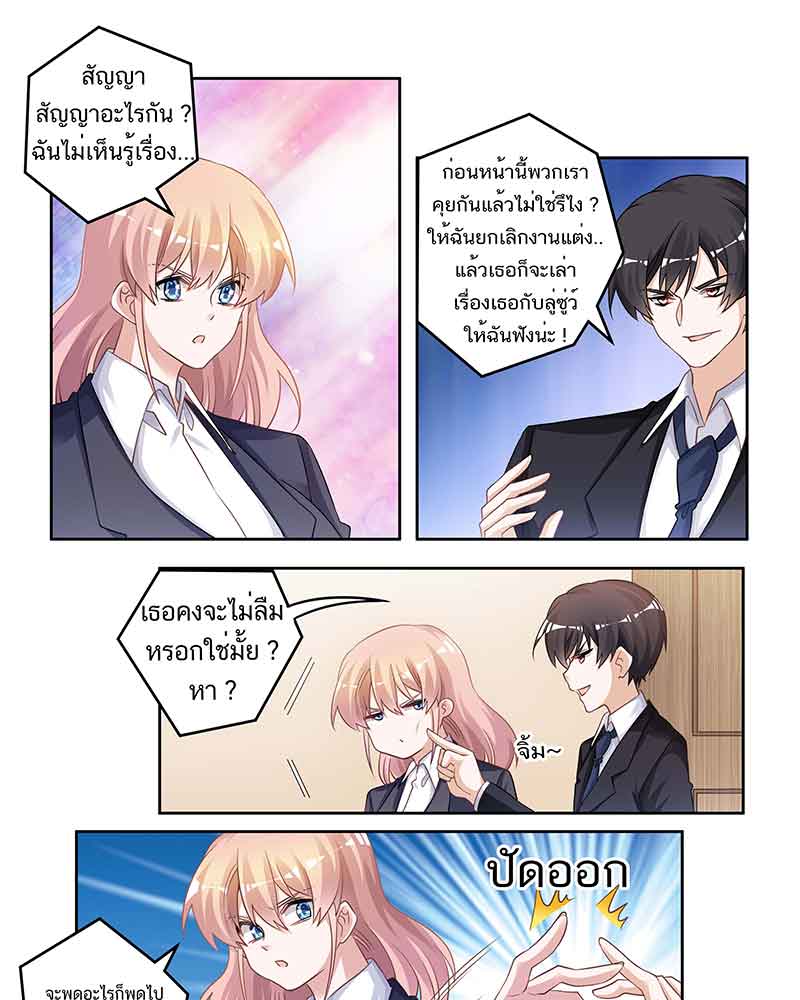 สัญญา
สัญญาอะไรกัน ?
ฉันไม่เห็นรู้เรื่อง...
ก่อนหน้านี้พวกเรา
คุยกันแล้วไม่ใช่รึไง ?
ให้ฉันยกเลิกงานแต่ง..
แล้วเธอก็จะเล่า
เรื่องเธอกับลู่ซู่ว์
ให้ฉันฟังน่ะ !
เธอคงจะไม่ลืม
หรอกใช่มั้ย ?
หา ?
จิ้ม~
ปัดออก
จะพูดอะไรก็พูดไป